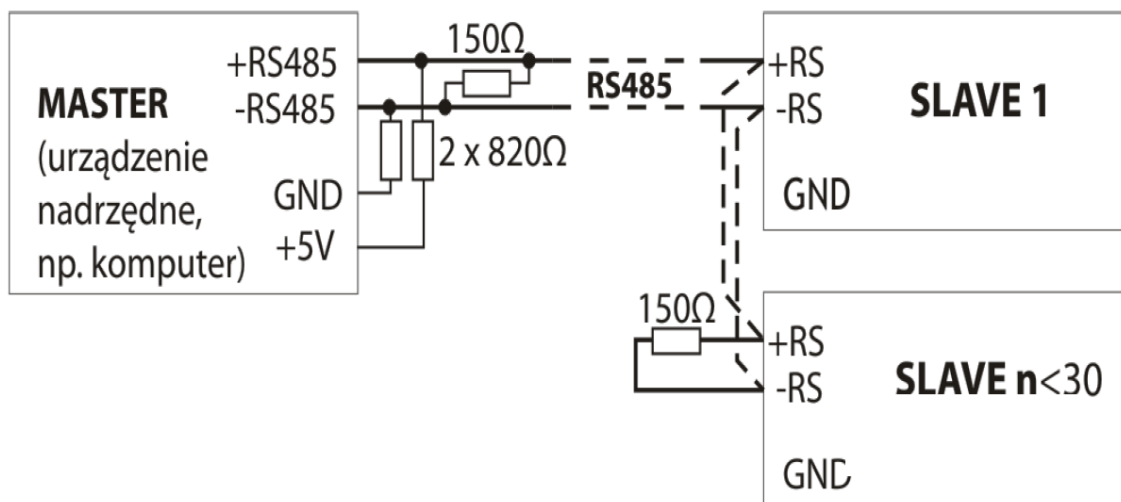 150Ω
+RS485
-RS485
MASTER
(urządzenie
nadrzędne,
np. komputer)
2 x 820Ω
GND
+5V
RS485
+RS
-RS
SLAVE 1
GND
150Ω
+RS
-RS
SLAVE n<30
GND